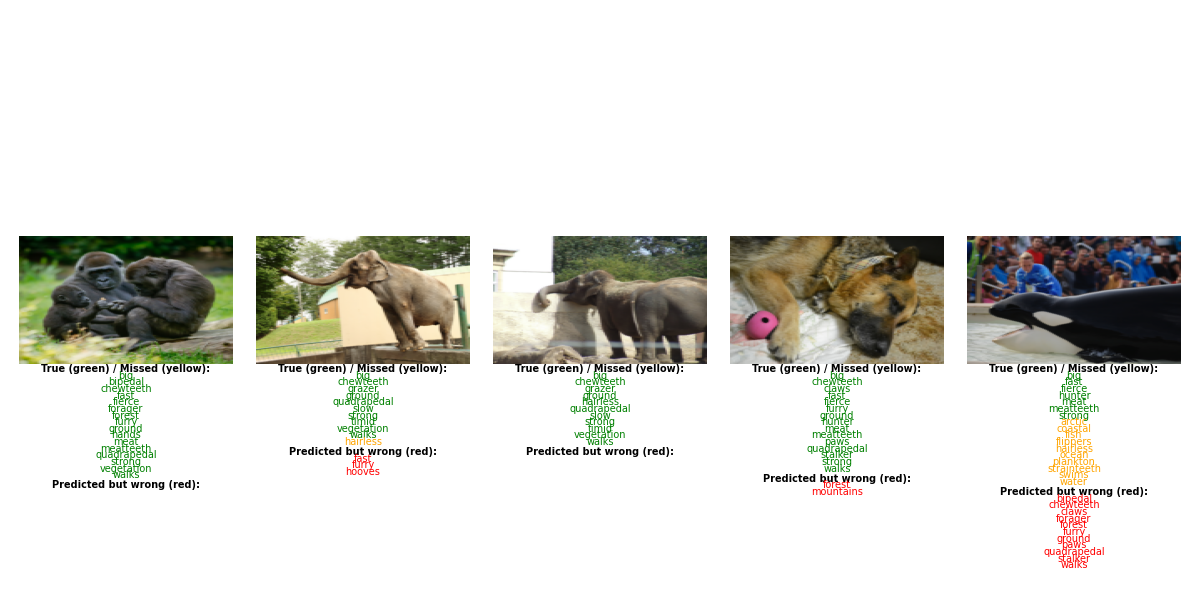 True (green) / Missed (yellow):
big
bipedal
chewteeth
fast
fierce
forager
forest
furry
ground
hands
meat
meatteeth
quadrapedal
strong
vegetation
walks
Predicted but wrong (red):
True (green) / Missed (yellow):
big
chewteeth
grazer
ground
quadrapedal
slow
strong
timid
vegetation
walks
hairless
Predicted but wrong (red):
fast
furry
hooves
True (green) / Missed (yellow):
big
chewteeth
grazer
ground
hairless
quadrapedal
slow
strong
timid
vegetation
walks
Predicted but wrong (red):
True (green) / Missed (yellow):
big
chewteeth
claws
fast
fierce
furry
ground
hunter
meat
meatteeth
paws
quadrapedal
stalker
strong
walks
Predicted but wrong (red):
forest
mountains
True (green) / Missed (yellow):
big
fast
fierce
hunter
meat
meatteeth
strong
arctic
coastal
fish
flippers
hairless
ocean
plankton
strainteeth
swims
water
Predicted but wrong (red):
bipedal
chewteeth
claws
forager
forest
furry
ground
paws
quadrapedal
stalker
walks